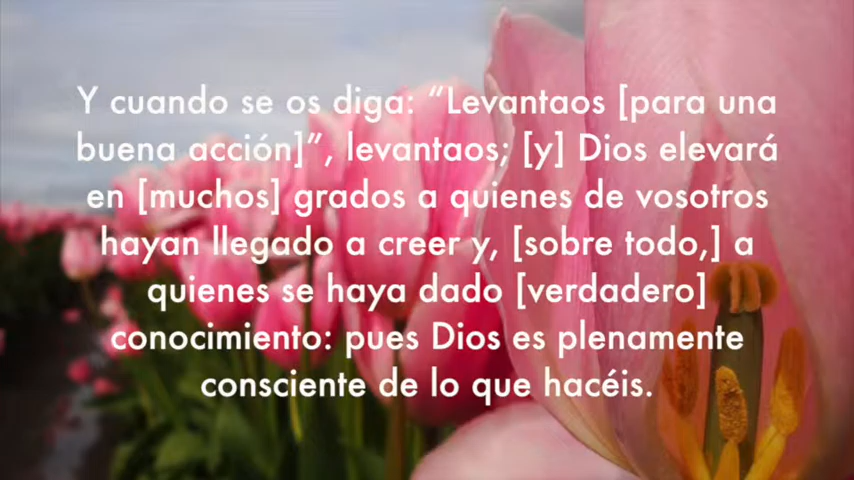 Y cuando se os diga: “Levantaos [para una
buena acción]”, levantaos; [y] Dios elevará
en [muchos] grados a quienes de vosotros
hayan llegado a creer y, [sobre todo,] a
quienes se haya dado [verdadero]
conocimiento: pues Dios es plenamente
consciente de lo que hacéis.